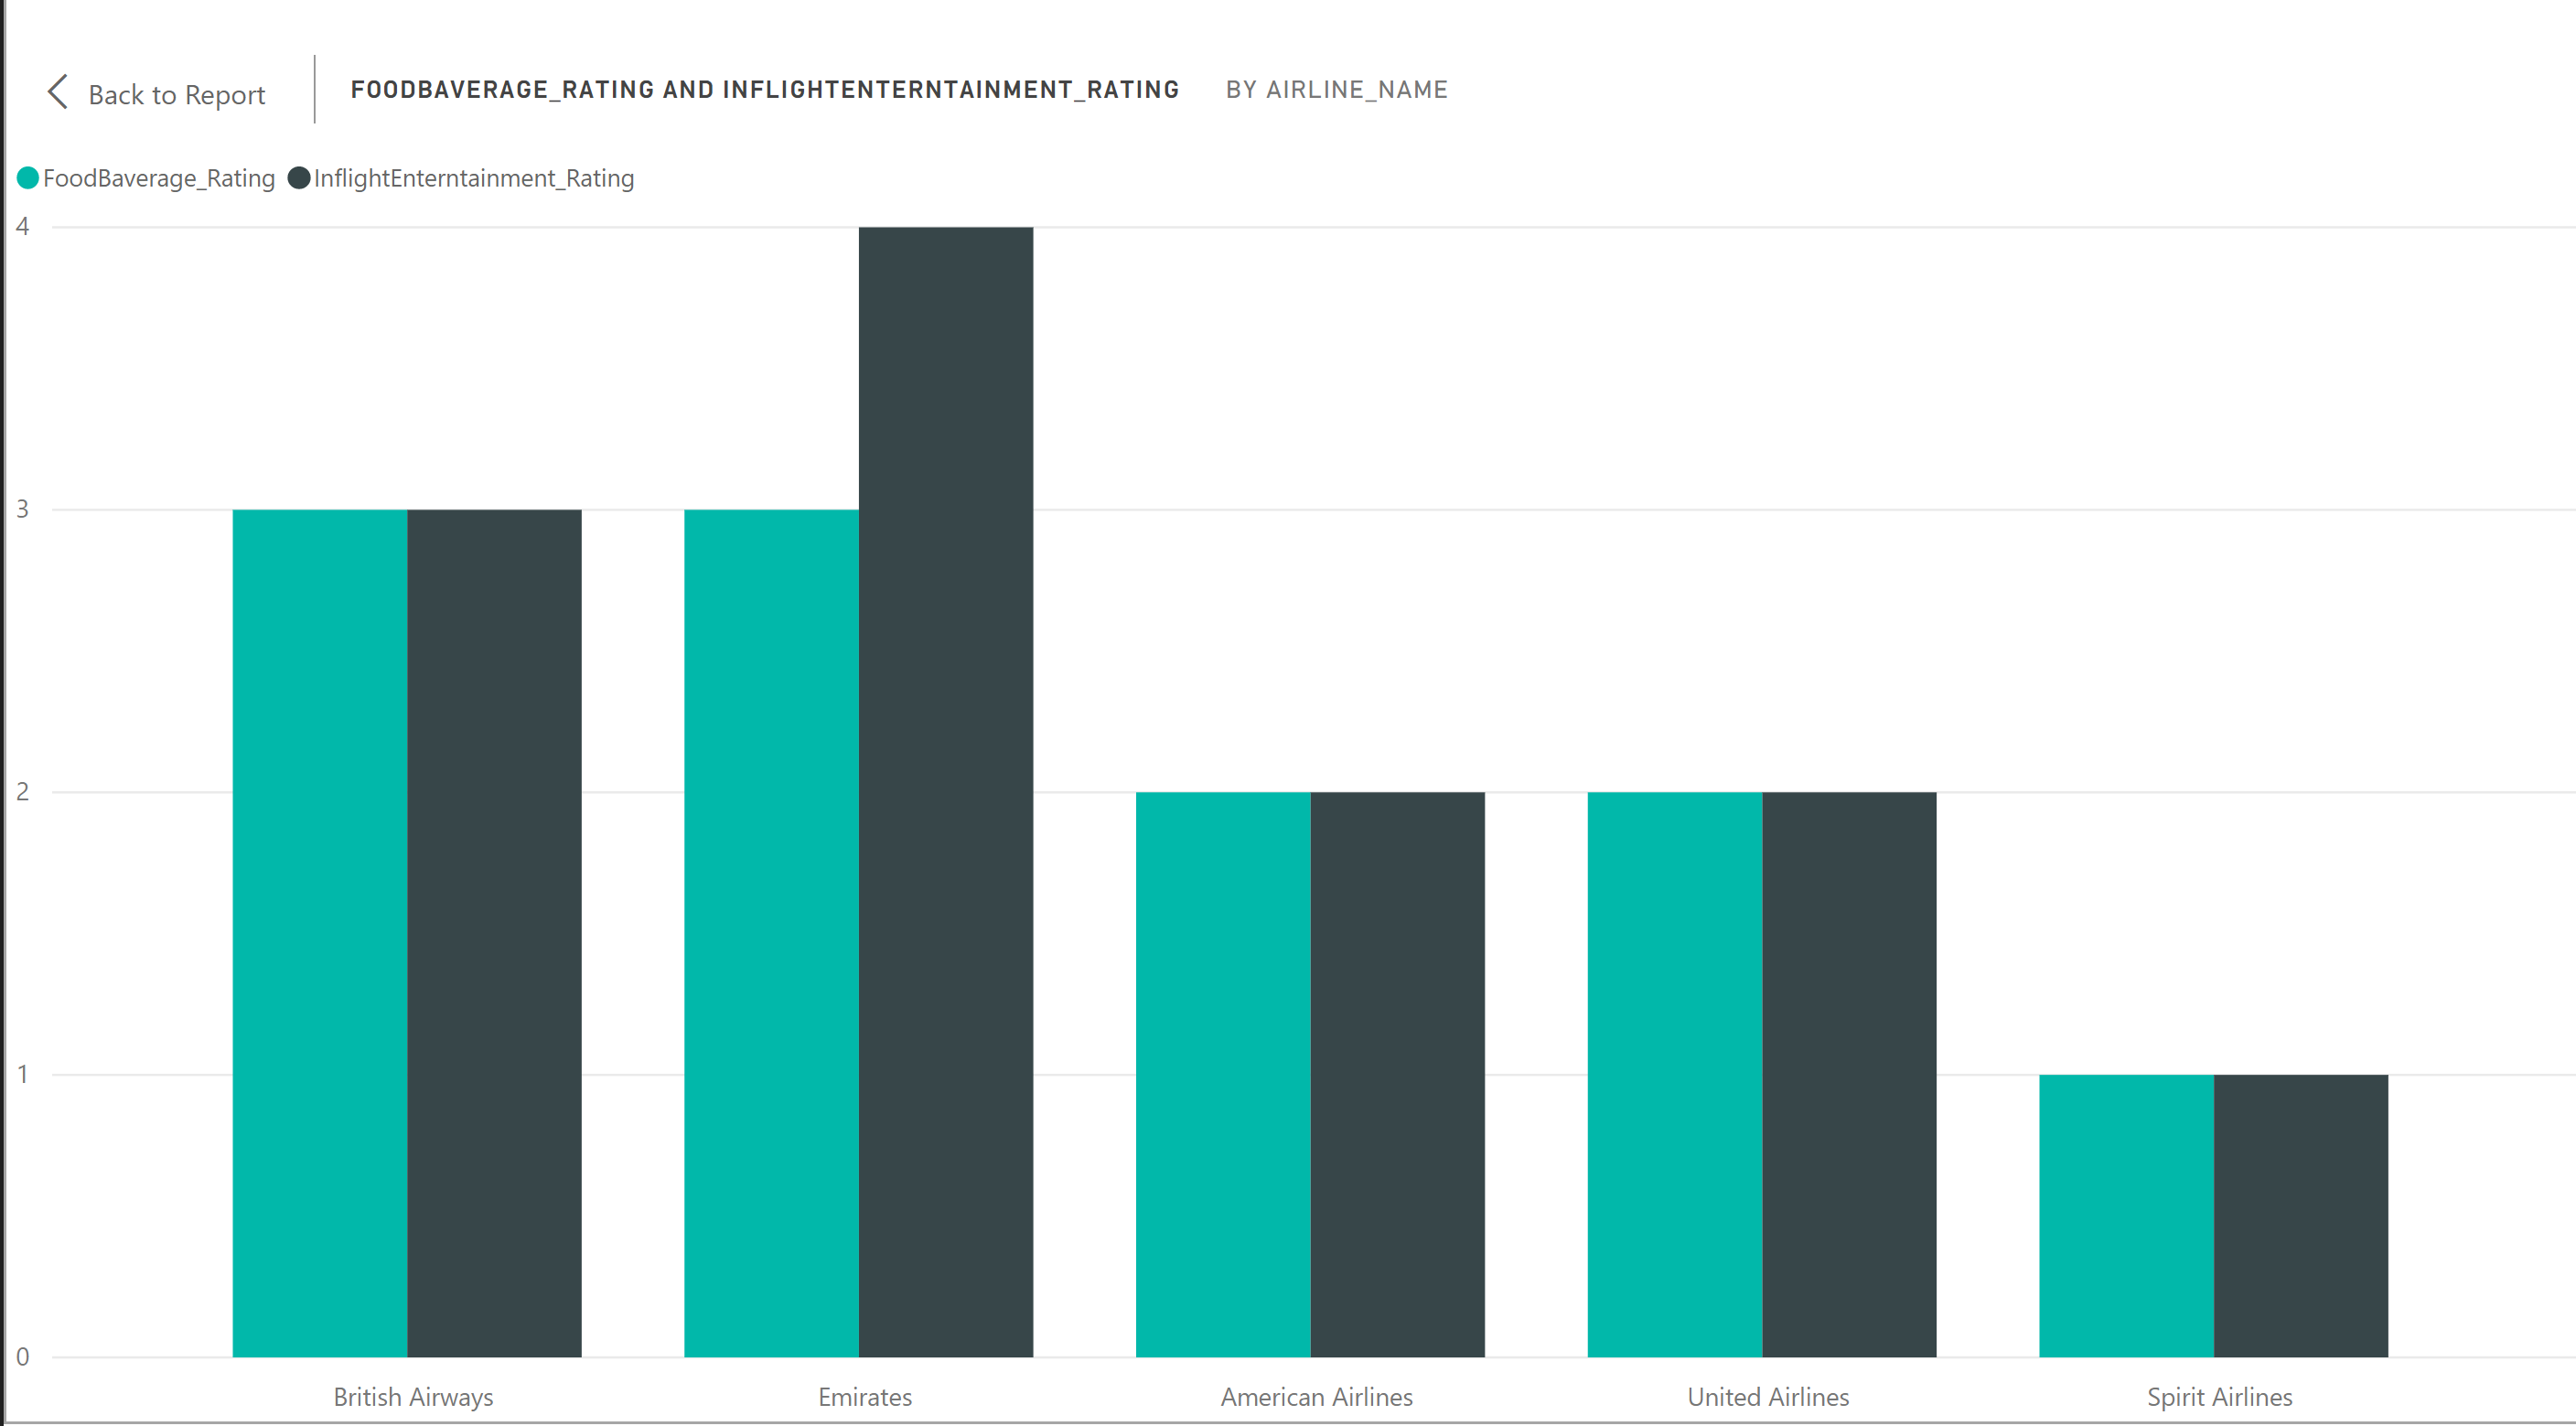 Back to Report
FOODBAVERAGE_RATING AND INFLIGHTENTERNTAINMENT_RATING BY AIRLINE_NAME
FoodBaverage_Rating InflightEnterntainment_Rating
4
3
2
1
0
British Airways Emirates American Airlines United Airlines Spirit Airlines